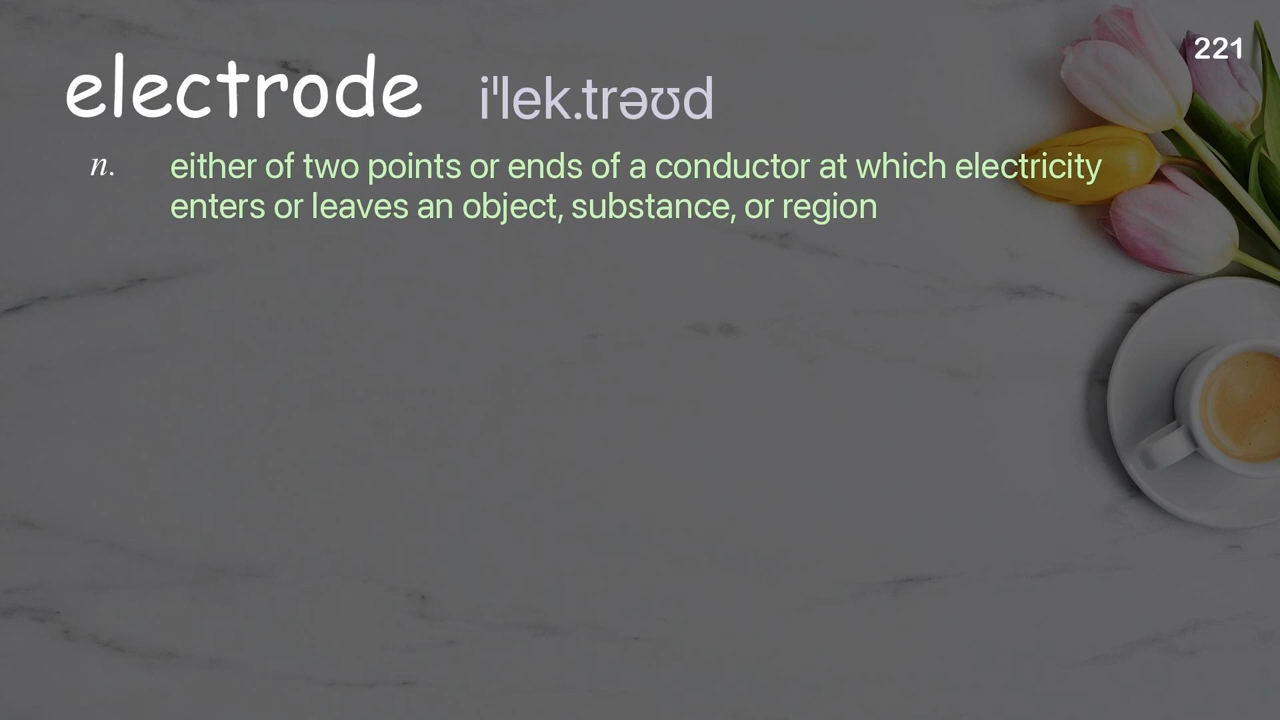 221
electrode iˈlek.trəʊd
n. either of two points or ends of a conductor at which electricity
enters or leaves an object, substance, or region